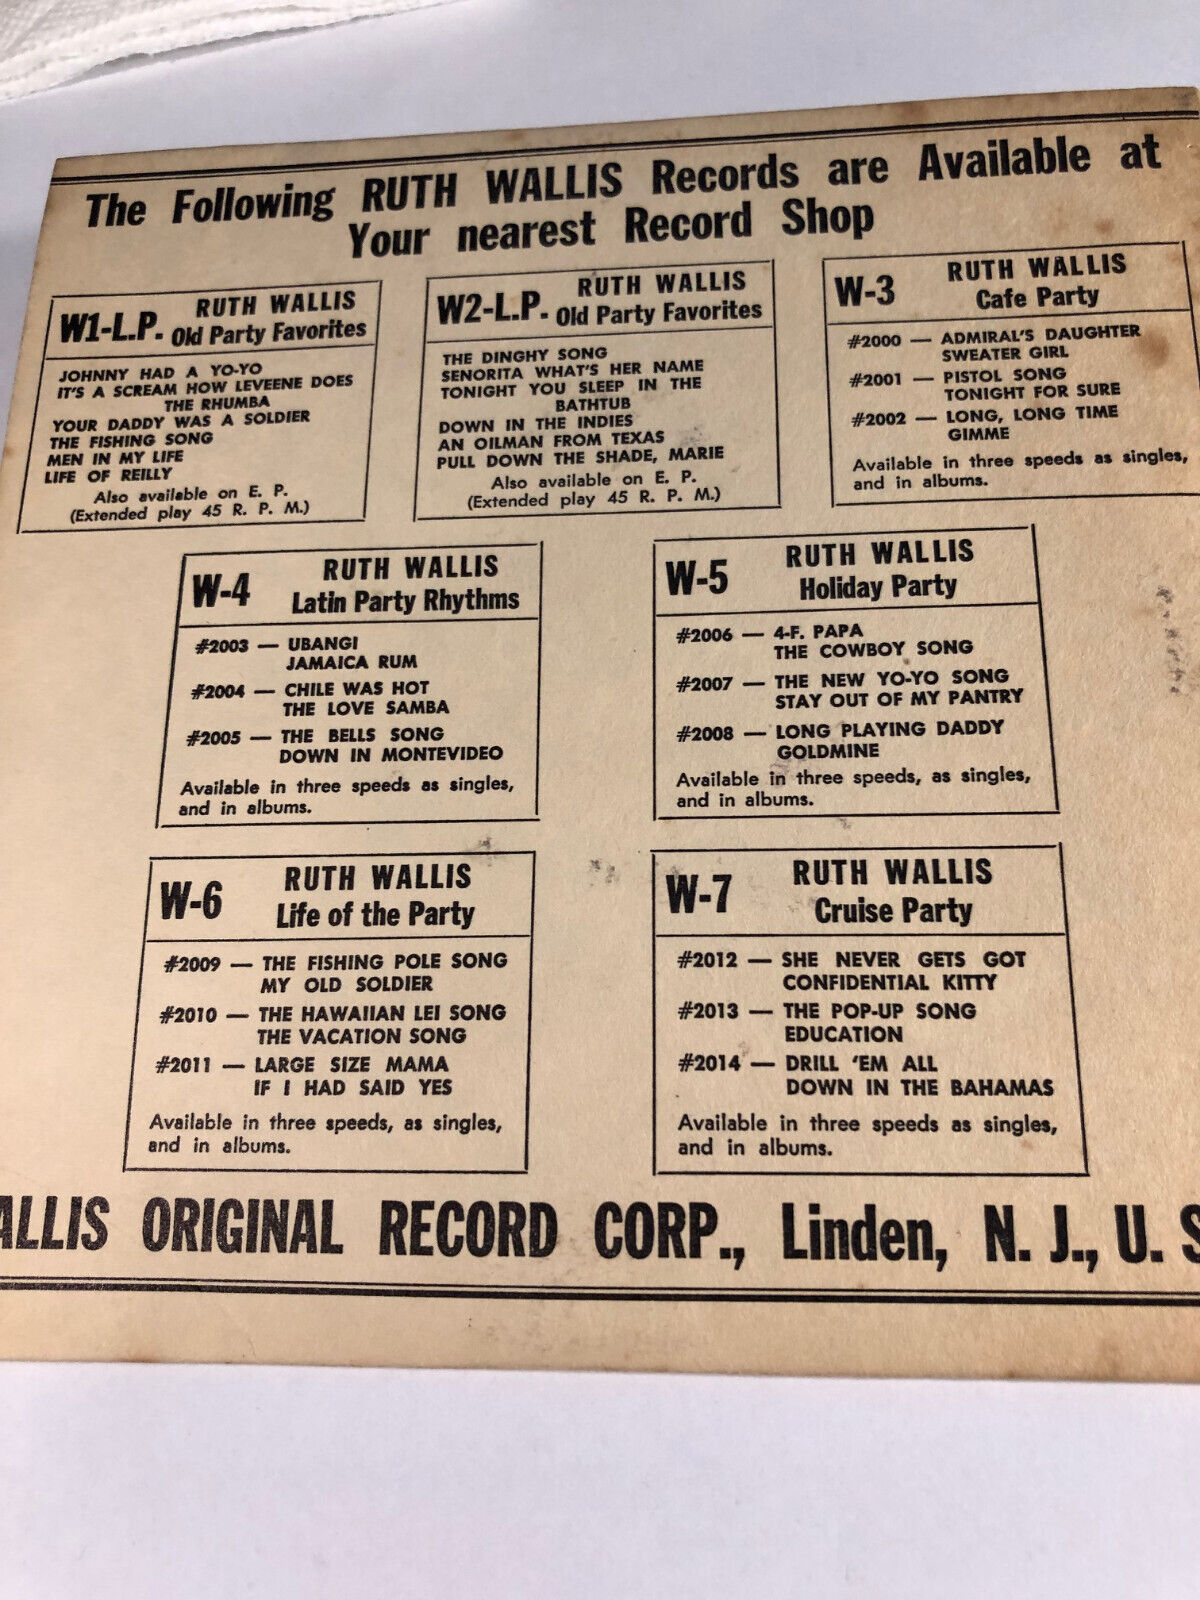 The Following RUTH WALLIS Records are Available at
Your nearest Record Shop
W1-L.P. RUTH WALLIS
Old Party Favorites
JOHNNY HAD A YO-YO
IT'S A SCREAM HOW LEVEENE DOES
THE RHUMBA
YOUR DADDY WAS A SOLDIER
THE FISHING SONG
MEN IN MY LIFE
LIFE OF REILLY
Also available on E. P.
(Extended play 45 R. P. M.)
W2-L.P. RUTH WALLIS
Old Party Favorites
THE DINGHY SONG
SENORITA WHAT'S HER NAME
TONIGHT YOU SLEEP IN THE
BATHTUB
DOWN IN THE INDIES
AN OILMAN FROM TEXAS
PULL DOWN THE SHADE, MARIE
Also available on E. P.
(Extended play 45 R. P. M.)
W-3 RUTH WALLIS
Cafe Party
#2000 — ADMIRAL'S DAUGHTER
SWEATER GIRL
#2001 — PISTOL SONG
TONIGHT FOR SURE
#2002 — LONG, LONG TIME
GIMME
Available in three speeds as singles,
and in albums.
W-4 RUTH WALLIS
Latin Party Rhythms
#2003 — UBANGI
JAMAICA RUM
#2004 — CHILE WAS HOT
THE LOVE SAMBA
#2005 — THE BELLS SONG
DOWN IN MONTEVIDEO
Available in three speeds as singles,
and in albums.
W-5 RUTH WALLIS
Holiday Party
#2006 — 4-F. PAPA
THE COWBOY SONG
#2007 — THE NEW YO-YO SONG
STAY OUT OF MY PANTRY
#2008 — LONG PLAYING DADDY
GOLDMINE
Available in three speeds, as singles,
and in albums.
W-6 RUTH WALLIS
Life of the Party
#2009 — THE FISHING POLE SONG
MY OLD SOLDIER
#2010 — THE HAWAIIAN LEI SONG
THE VACATION SONG
#2011 — LARGE SIZE MAMA
IF I HAD SAID YES
Available in three speeds, as singles,
and in albums.
W-7 RUTH WALLIS
Cruise Party
#2012 — SHE NEVER GETS GOT
CONFIDENTIAL KITTY
#2013 — THE POP-UP SONG
EDUCATION
#2014 — DRILL 'EM ALL
DOWN IN THE BAHAMAS
Available in three speeds as singles,
and in albums.
ALLIS ORIGINAL RECORD CORP., Linden, N. J., U. S